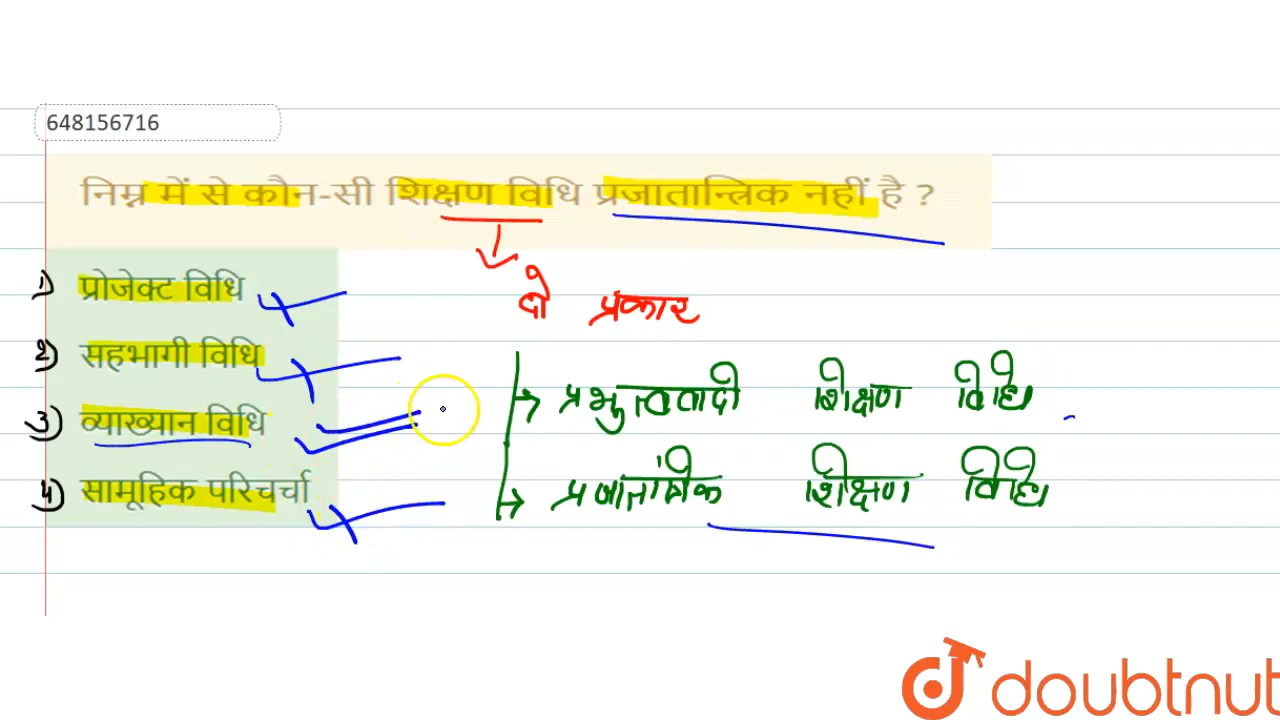 648156716
निम्न में से कौन-सी शिक्षण विधि प्रजातान्त्रिक नहीं है ?
1) प्रोजेक्ट विधि
दो प्रकार
2) सहभागी विधि
→ प्रभुत्ववादी शिक्षण विधि
3) व्याख्यान विधि
→ प्रजातांत्रिक शिक्षण विधि
4) सामूहिक परिचर्चा
doubtnut